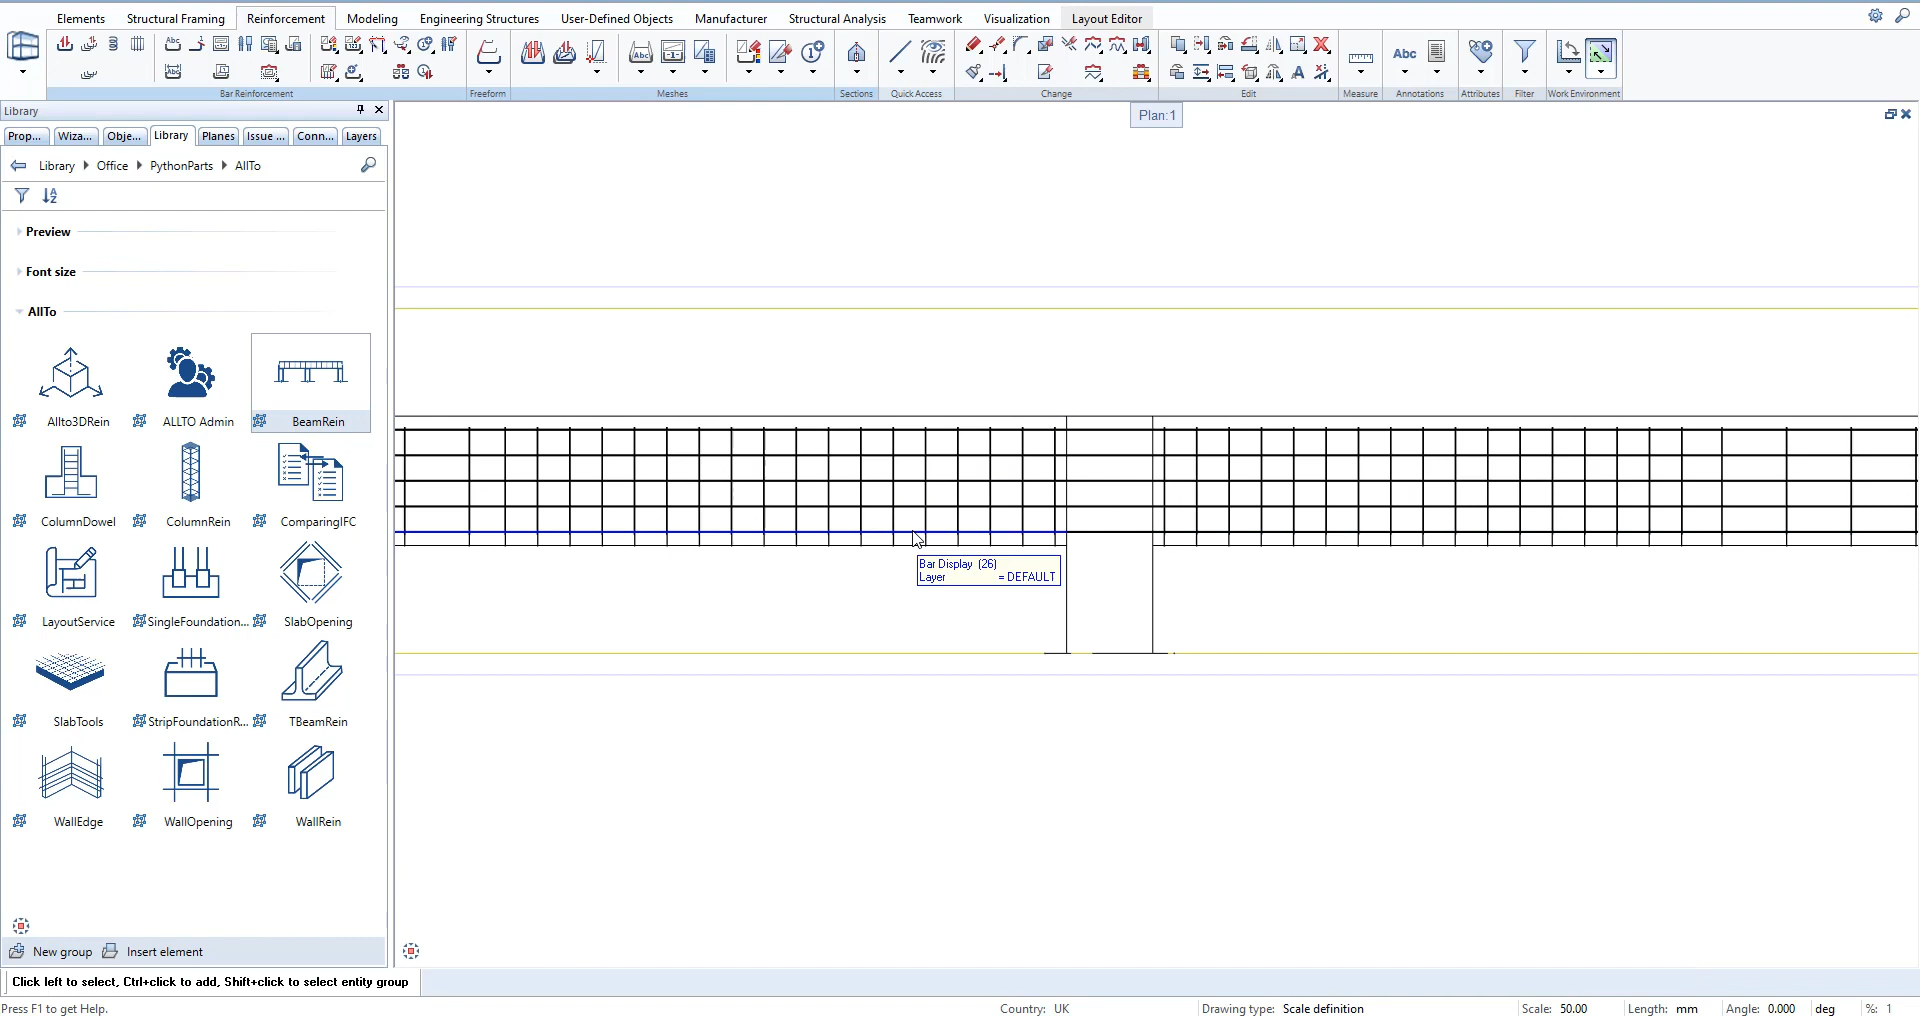 Elements Structural Framing Reinforcement Modeling Engineering Structures User-Defined Objects Manufacturer Structural Analysis Teamwork Visualization Layout Editor
Abc
Bar Reinforcement Freeform Meshes Sections Quick Access Change Edit Measure Annotations Attributes Filter Work Environment
Library
Plan:1
Prop... Wiza... Obje... Library Planes Issue ... Conn... Layers
Library Office PythonParts AllTo
Preview
Font size
AllTo
Allto3DRein ALLTO Admin BeamRein
ColumnDowel ColumnRein ComparingIFC
LayoutService SingleFoundation... SlabOpening
SlabTools StripFoundationR... TBeamRein
WallEdge WallOpening WallRein
Bar Display (26)
Layer = DEFAULT
New group Insert element
Click left to select, Ctrl+click to add, Shift+click to select entity group
Press F1 to get Help. Country: UK Drawing type: Scale definition Scale: 50.00 Length: mm Angle: 0.000 deg %: 1